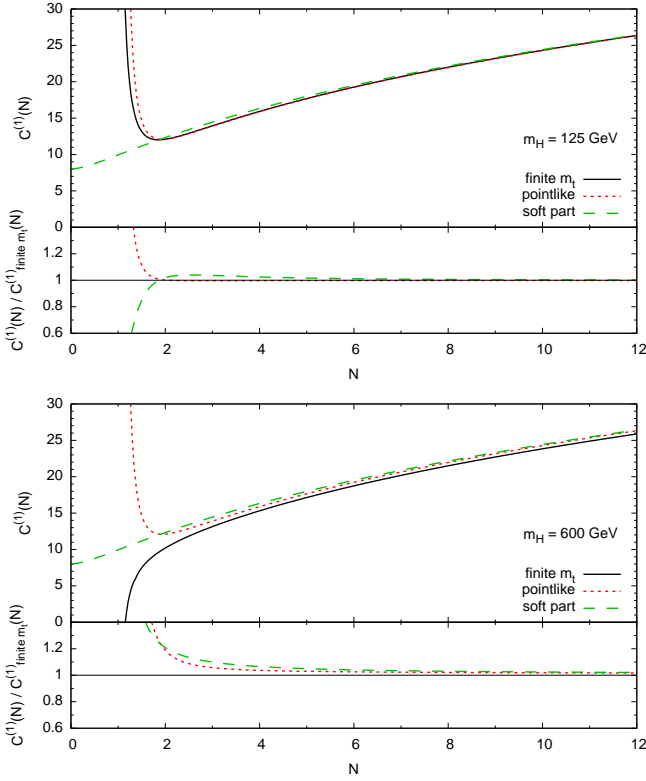 30
25
20
15
10
5
0
C^(1)(N)
m_H = 125 GeV
finite m_t
pointlike
soft part
1.2
1
0.8
0.6
C^(1)(N) / C^(1)_finite m_t(N)
0 2 4 6 8 10 12
N
30
25
20
15
10
5
0
C^(1)(N)
m_H = 600 GeV
finite m_t
pointlike
soft part
1.2
1
0.8
0.6
C^(1)(N) / C^(1)_finite m_t(N)
0 2 4 6 8 10 12
N